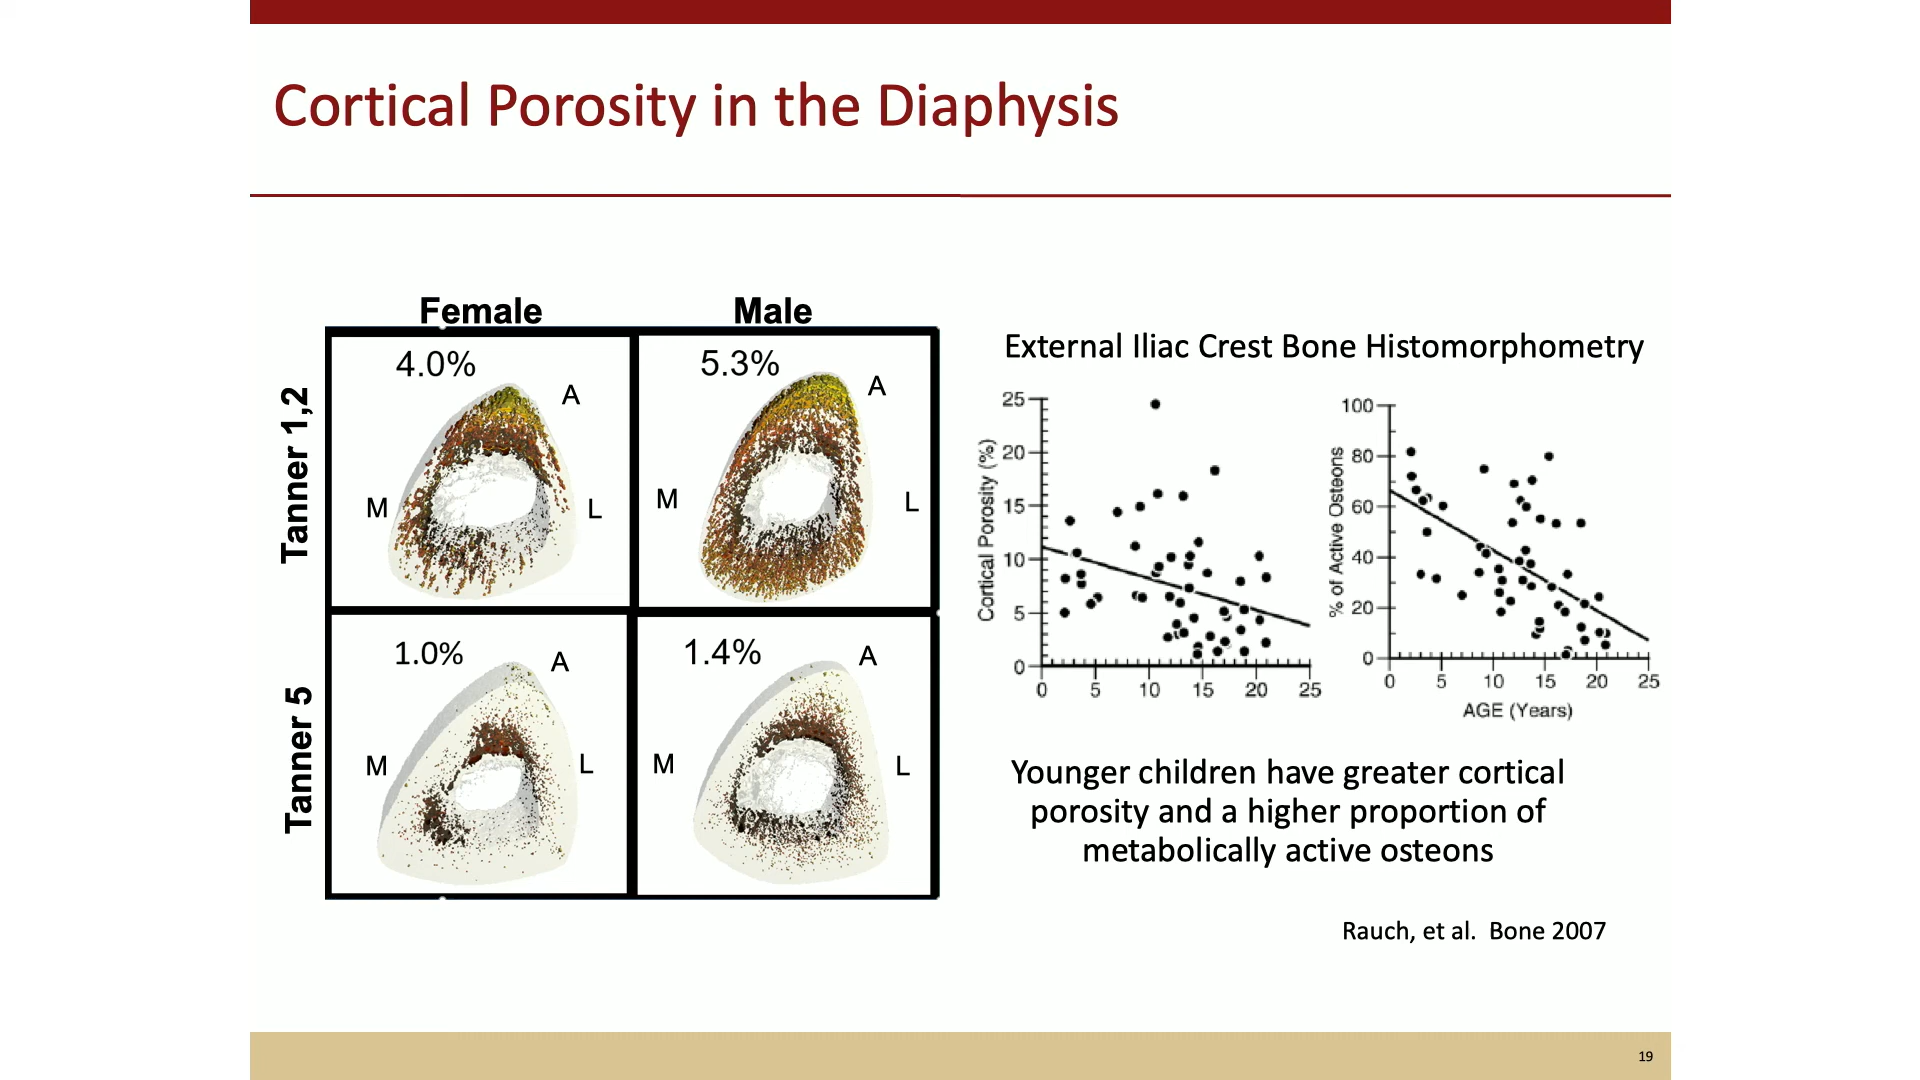 Cortical Porosity in the Diaphysis
Female Male
Tanner 1,2
4.0%
A
M
L
5.3%
A
M
L
Tanner 5
1.0%
A
M
L
1.4%
A
M
L
External Iliac Crest Bone Histomorphometry
Cortical Porosity (%)
25
20
15
10
5
0
0 5 10 15 20 25
% of Active Osteons
100
80
60
40
20
0
0 5 10 15 20 25
AGE (Years)
Younger children have greater cortical
porosity and a higher proportion of
metabolically active osteons
Rauch, et al. Bone 2007
19